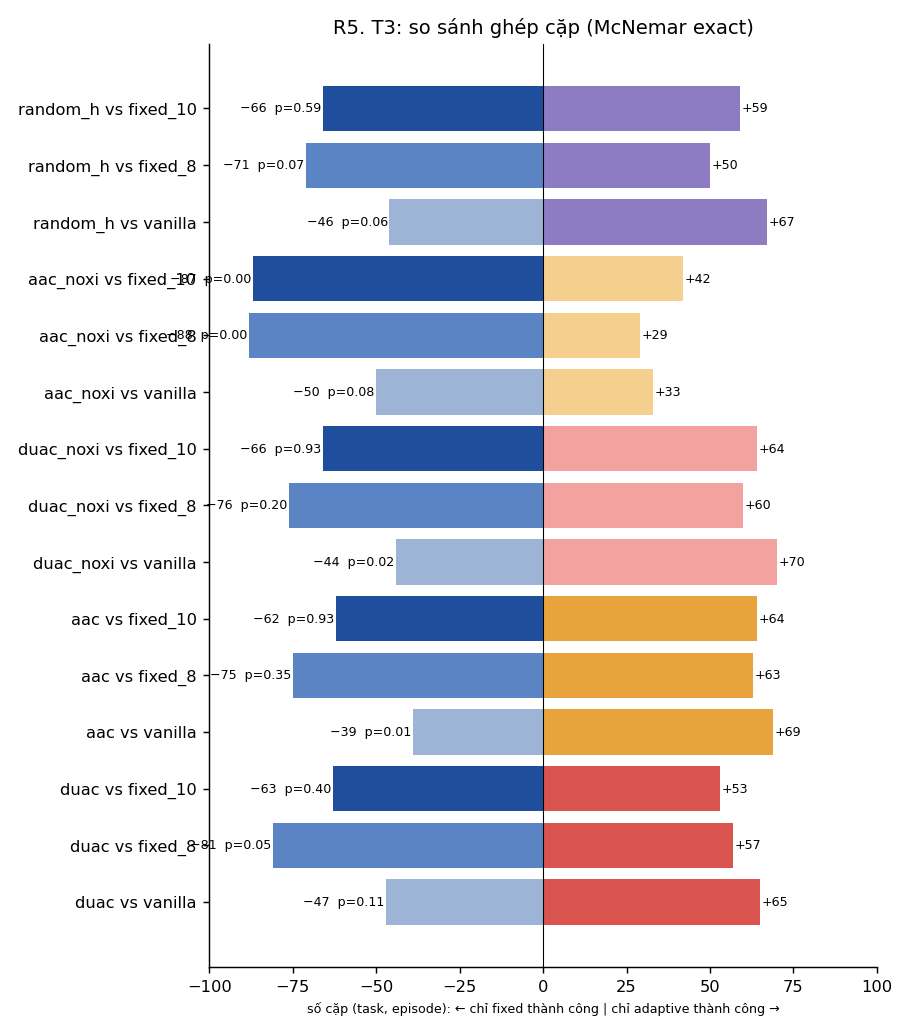 R5. T3: so sánh ghép cặp (McNemar exact)
random_h vs fixed_10 −66 p=0.59 +59
random_h vs fixed_8 −71 p=0.07 +50
random_h vs vanilla −46 p=0.06 +67
aac_noxi vs fixed_10 −87 p=0.00 +42
aac_noxi vs fixed_8 −88 p=0.00 +29
aac_noxi vs vanilla −50 p=0.08 +33
duac_noxi vs fixed_10 −66 p=0.93 +64
duac_noxi vs fixed_8 −76 p=0.20 +60
duac_noxi vs vanilla −44 p=0.02 +70
aac vs fixed_10 −62 p=0.93 +64
aac vs fixed_8 −75 p=0.35 +63
aac vs vanilla −39 p=0.01 +69
duac vs fixed_10 −63 p=0.40 +53
duac vs fixed_8 −81 p=0.05 +57
duac vs vanilla −47 p=0.11 +65
−100 −75 −50 −25 0 25 50 75 100
số cặp (task, episode): ← chỉ fixed thành công | chỉ adaptive thành công →